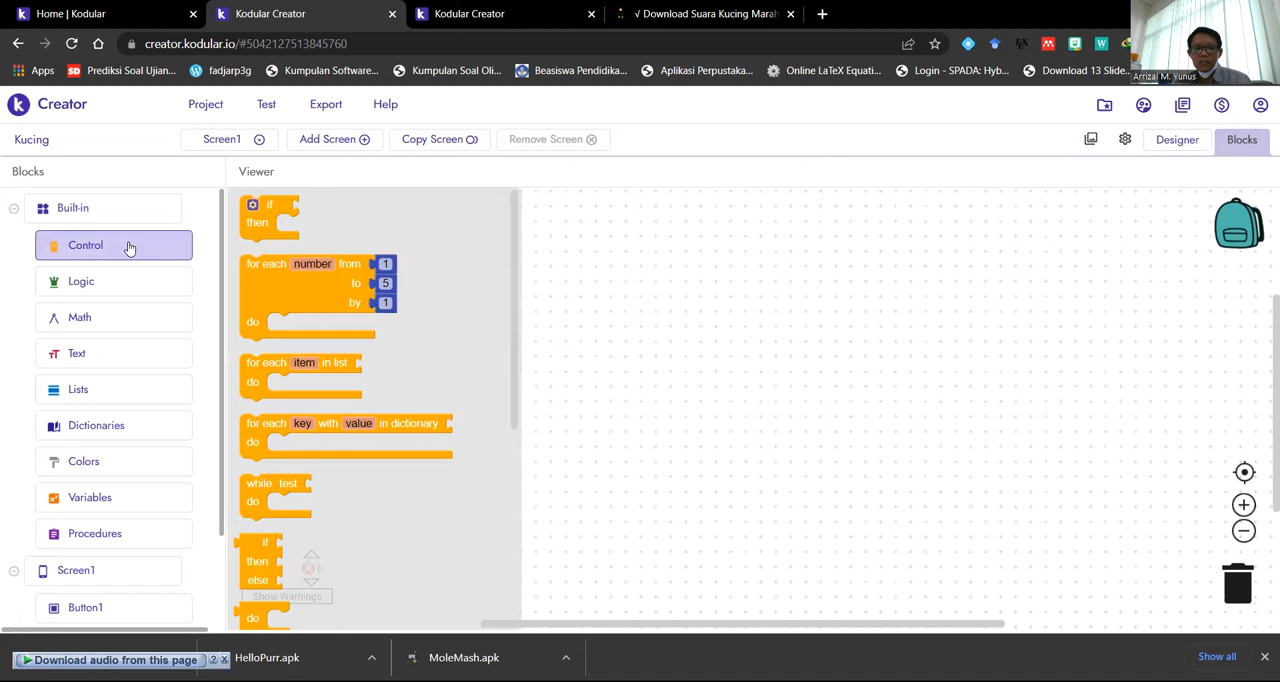 Home | Kodular
Kodular Creator
Kodular Creator
√ Download Suara Kucing Marah
creator.kodular.io/#5042127513845760
Apps
Prediksi Soal Ujian...
fadjarp3g
Kumpulan Software...
Kumpulan Soal Oli...
Beasiswa Pendidika...
Aplikasi Perpustaka...
Online LaTeX Equati...
Login - SPADA: Hyb...
Download 13 Slide...
Arrizal M. Yunus
Creator
Project
Test
Export
Help
Kucing
Screen1
Add Screen
Copy Screen
Remove Screen
Designer
Blocks
Blocks
Viewer
Built-in
Control
Logic
Math
Text
Lists
Dictionaries
Colors
Variables
Procedures
Screen1
Button1
if
then
for each number from 1
to 5
by 1
do
for each item in list
do
for each key with value in dictionary
do
while test
do
if
then
else
0
Show Warnings
do
Download audio from this page
?
HelloPurr.apk
MoleMash.apk
Show all